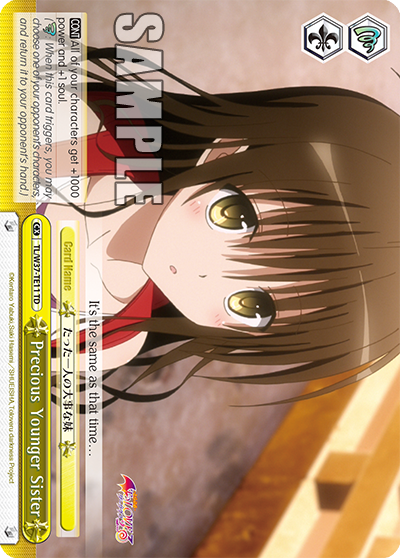 SAMPLE
It's the same as that time...
[CONT] All of your characters get +1000
power and +1 soul.
( When this card triggers, you may
choose one of your opponent's characters,
and return it to your opponent's hand.)
Card Name
たった一人の大事な妹
CX
TL/W37-TE11 TD
Precious Younger Sister
©Kentaro Yabuki, Saki Hasemi／SHUEISHA, Toloveru darkness Project